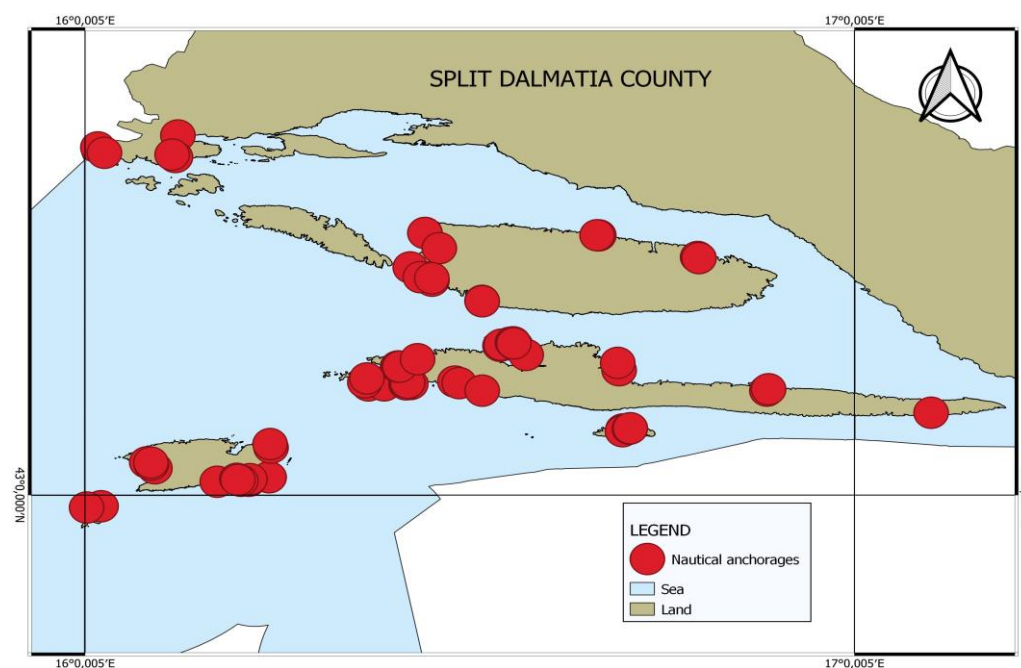 16°0,005'E
17°0,005'E
SPLIT DALMATIA COUNTY
43°0,000'N
LEGEND
Nautical anchorages
Sea
Land
16°0,005'E
17°0,005'E